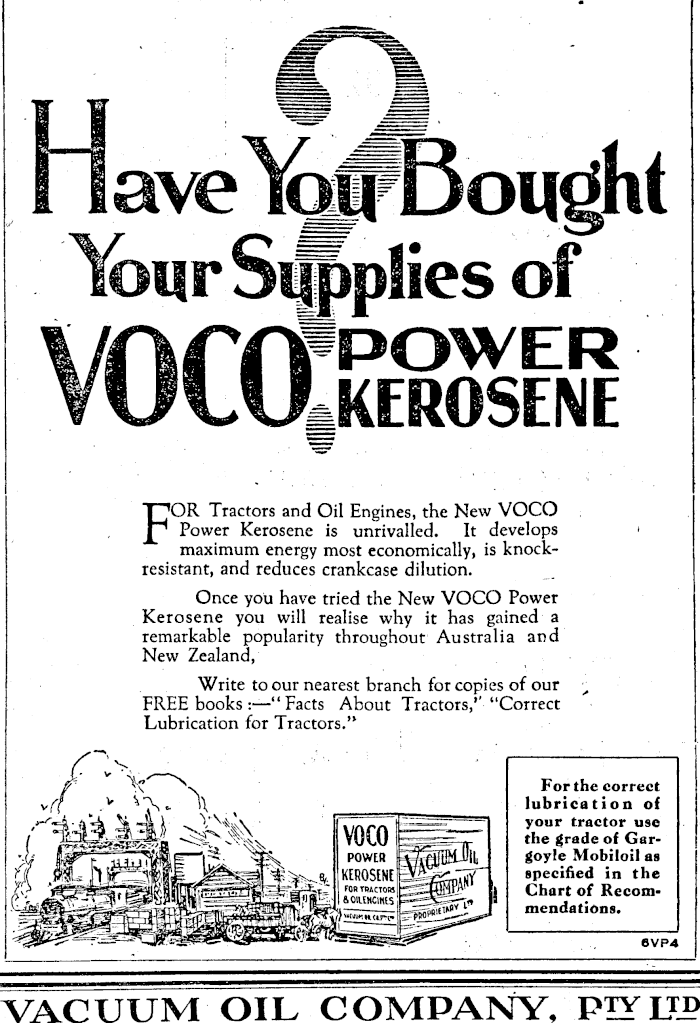 Have You Bought
Your Supplies of
VOCO POWER
KEROSENE
?
FOR Tractors and Oil Engines, the New VOCO
Power Kerosene is unrivalled. It develops
maximum energy most economically, is knock-
resistant, and reduces crankcase dilution.
Once you have tried the New VOCO Power
Kerosene you will realise why it has gained a
remarkable popularity throughout Australia and
New Zealand,
Write to our nearest branch for copies of our
FREE books :—“Facts About Tractors,” “Correct
Lubrication for Tractors.”
VOCO
POWER
KEROSENE
FOR TRACTORS
& OIL ENGINES
VACUUM OIL COY PTY LTD
VACUUM OIL
COMPANY
PROPRIETARY LTD
For the correct
lubrication of
your tractor use
the grade of Gar-
goyle Mobiloil as
specified in the
Chart of Recom-
mendations.
6VP4
VACUUM OIL COMPANY, PTY LTD